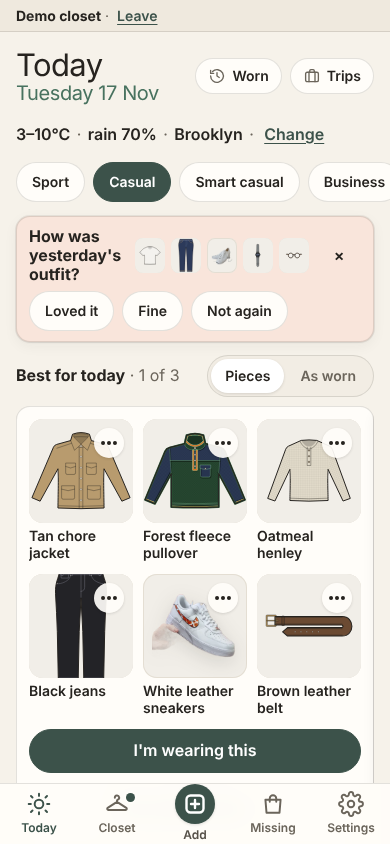 Demo closet · Leave
Today
Tuesday 17 Nov
Worn
Trips
3–10°C · rain 70% · Brooklyn · Change
Sport
Casual
Smart casual
Business
How was
yesterday's
outfit?
×
Loved it
Fine
Not again
Best for today · 1 of 3
Pieces
As worn
Tan chore
jacket
Forest fleece
pullover
Oatmeal
henley
Black jeans
White leather
sneakers
Brown leather
belt
I'm wearing this
Today
Closet
Add
Missing
Settings